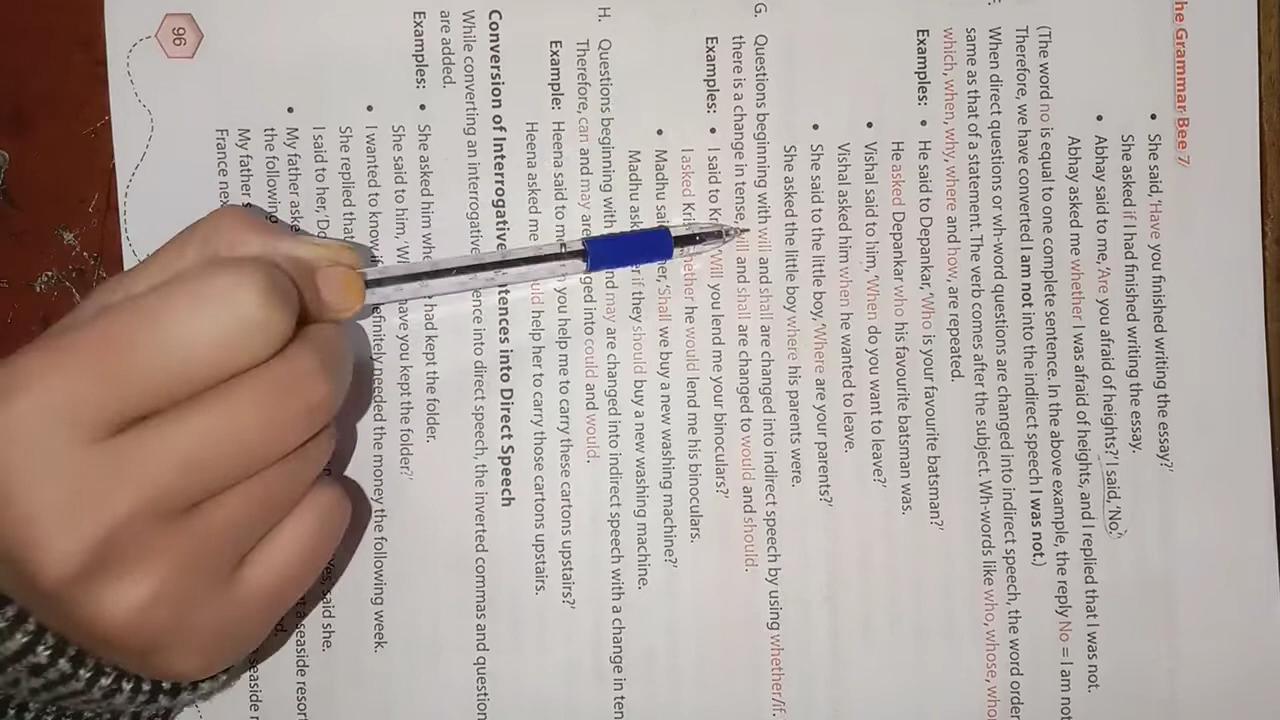 he Grammar Bee 7
• She said, 'Have you finished writing the essay?'
She asked if I had finished writing the essay.
• Abhay said to me, 'Are you afraid of heights?' I said, 'No.'
Abhay asked me whether I was afraid of heights, and I replied that I was not.
(The word no is equal to one complete sentence. In the above example, the reply No = I am not
Therefore, we have converted I am not into the indirect speech I was not.)
When direct questions or wh-word questions are changed into indirect speech, the word order
same as that of a statement. The verb comes after the subject. Wh-words like who, whose, who
which, when, why, where and how, are repeated.
Examples: • He said to Depankar, 'Who is your favourite batsman?'
He asked Depankar who his favourite batsman was.
• Vishal said to him, 'When do you want to leave?'
Vishal asked him when he wanted to leave.
• She said to the little boy, 'Where are your parents?'
She asked the little boy where his parents were.
G. Questions beginning with will and shall are changed into indirect speech by using whether/if.
there is a change in tense, will and shall are changed to would and should.
Examples: • I said to Kr 'Will you lend me your binoculars?'
I asked Kri hether he would lend me his binoculars.
• Madhu sai her, 'Shall we buy a new washing machine?'
Madhu ask er if they should buy a new washing machine.
H. Questions beginning with nd may are changed into indirect speech with a change in ten
Therefore, can and may are ged into could and would.
Example: Heena said to m you help me to carry these cartons upstairs?'
Heena asked me uld help her to carry those cartons upstairs.
Conversion of Interrogative tences into Direct Speech
While converting an interrogative ence into direct speech, the inverted commas and question
are added.
Examples: • She asked him whe had kept the folder.
She said to him, 'Wh have you kept the folder?'
• I wanted to know if efinitely needed the money the following week.
She replied that
I said to her, 'Do Yes, said she.
• My father aske t a seaside resor
the following d.
My father s seaside r
France nex
96